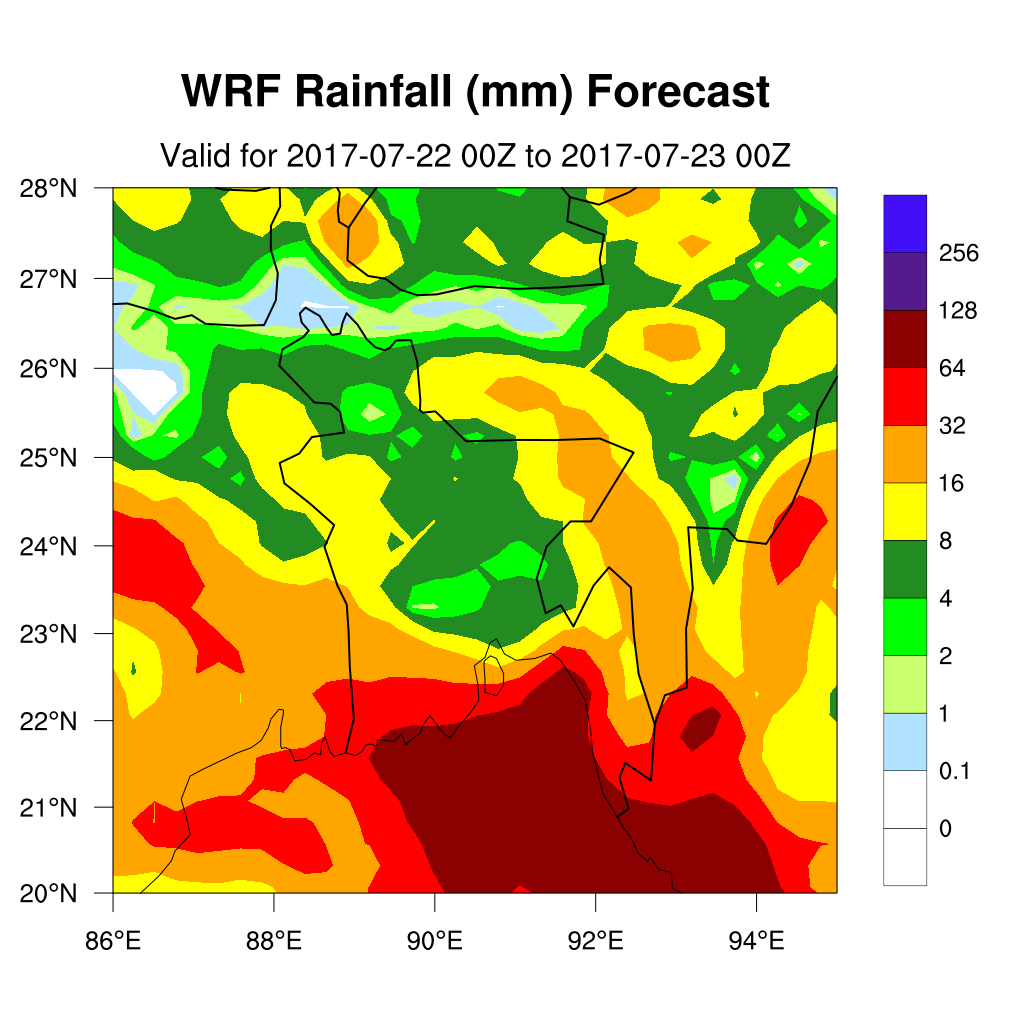 WRF Rainfall (mm) Forecast
Valid for 2017-07-22 00Z to 2017-07-23 00Z
28°N
27°N
26°N
25°N
24°N
23°N
22°N
21°N
20°N
86°E 88°E 90°E 92°E 94°E
256
128
64
32
16
8
4
2
1
0.1
0